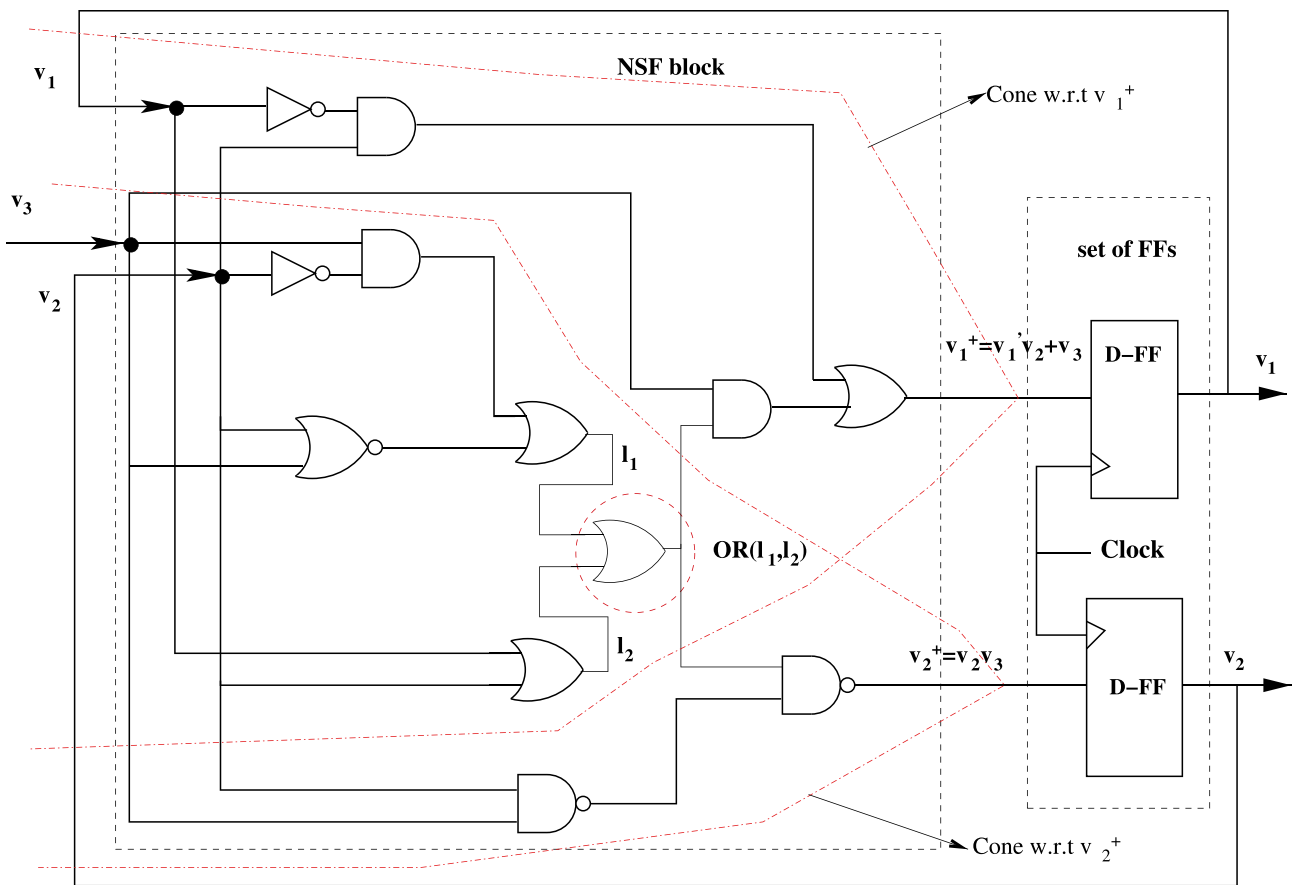 NSF block
v1
Cone w.r.t v1+
v3
set of FFs
v2
v1+=v1'v2+v3
D-FF
v1
l1
OR(l1,l2)
Clock
l2
v2+=v2v3
v2
D-FF
Cone w.r.t v2+